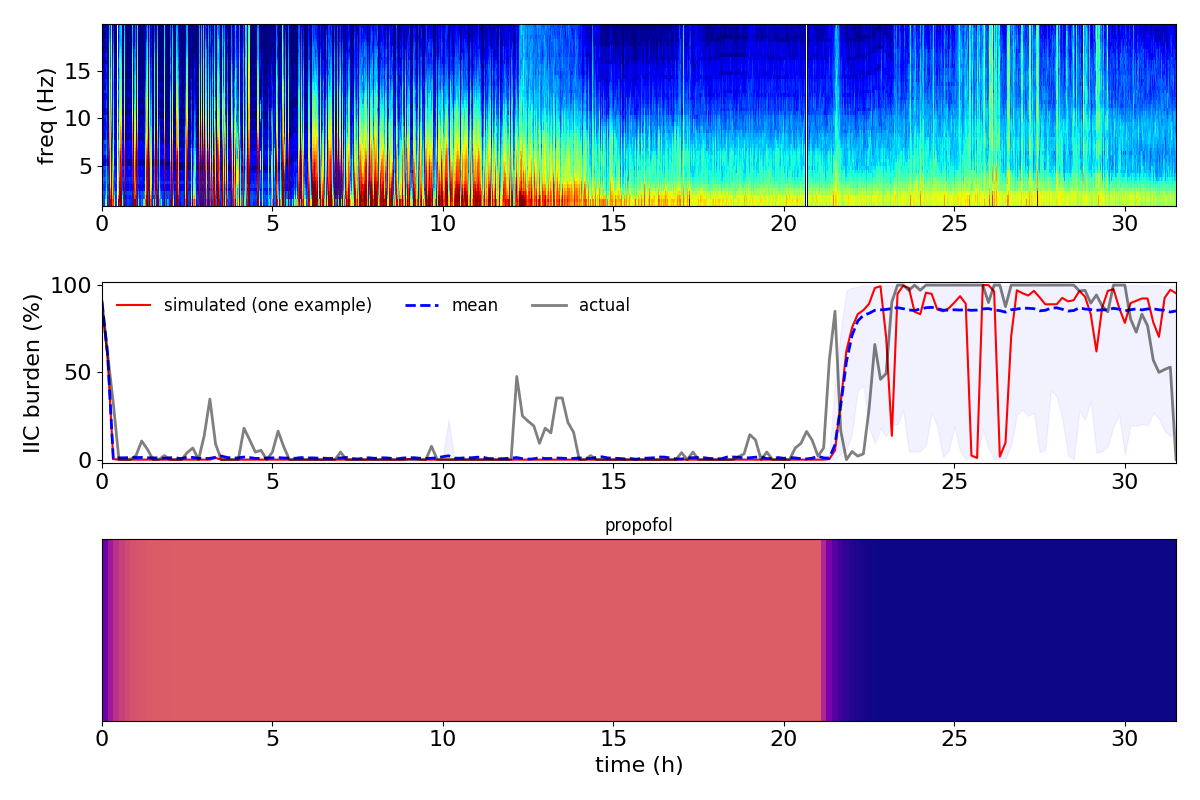 freq (Hz)
15
10
5
0 5 10 15 20 25 30
IIC burden (%)
100
50
0
simulated (one example) mean actual
0 5 10 15 20 25 30
propofol
0 5 10 15 20 25 30
time (h)